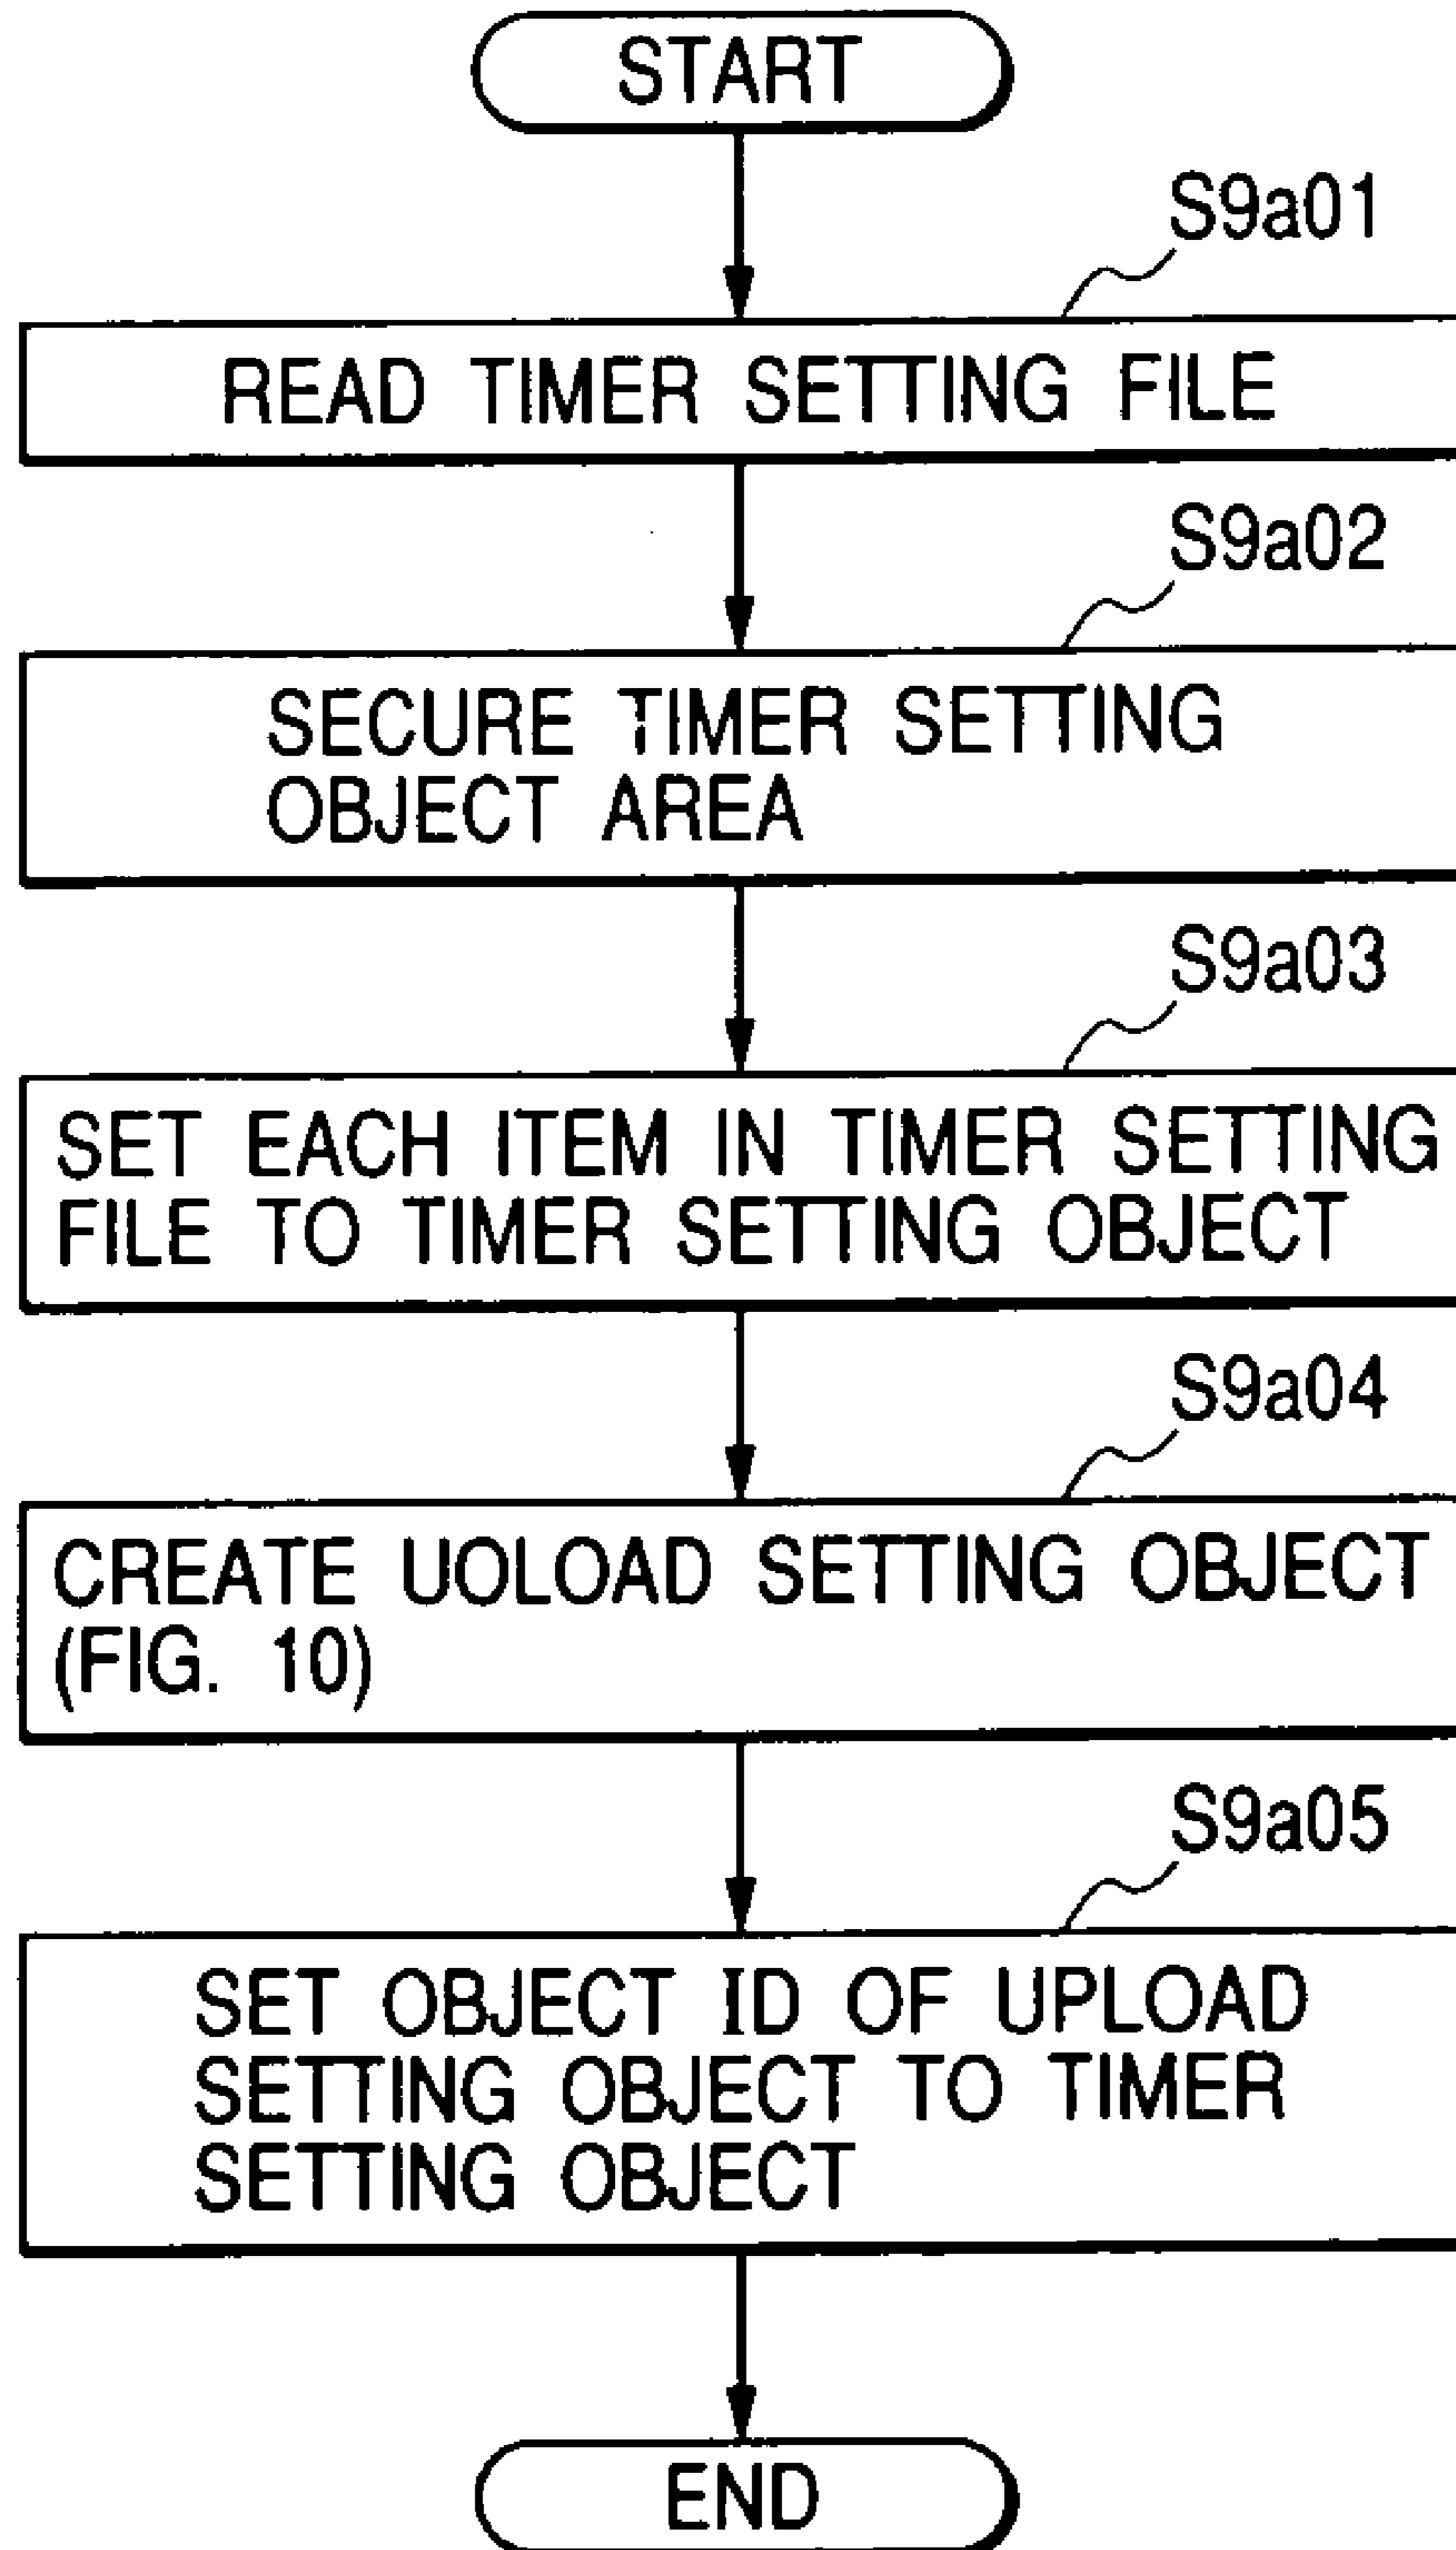 START
S9a01
READ TIMER SETTING FILE
S9a02
SECURE TIMER SETTING
OBJECT AREA
S9a03
SET EACH ITEM IN TIMER SETTING
FILE TO TIMER SETTING OBJECT
S9a04
CREATE UOLOAD SETTING OBJECT
(FIG. 10)
S9a05
SET OBJECT ID OF UPLOAD
SETTING OBJECT TO TIMER
SETTING OBJECT
END